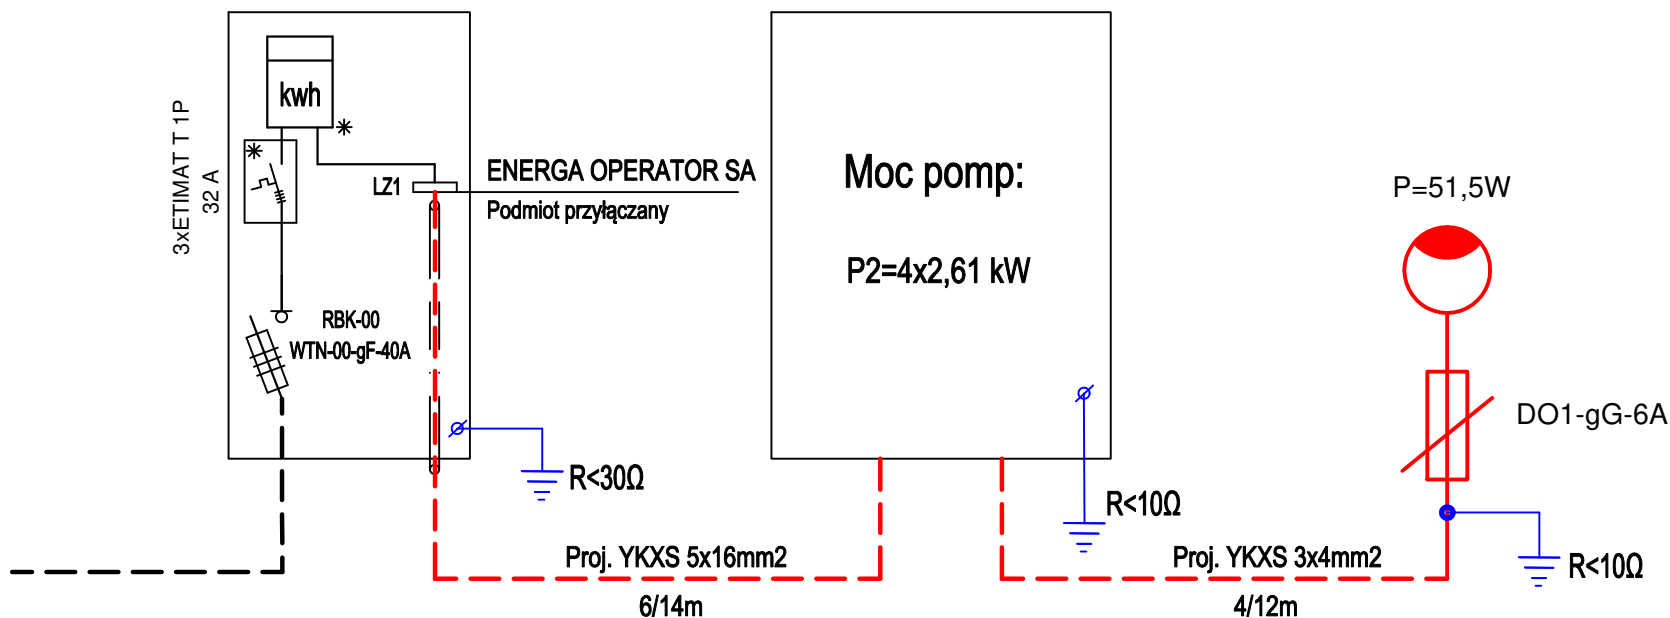 kwh
3xETIMAT T 1P
32 A
LZ1
ENERGA OPERATOR SA
Podmiot przyłączany
RBK-00
WTN-00-gF-40A
R<30Ω
Moc pomp:
P2=4x2,61 kW
R<10Ω
P=51,5W
DO1-gG-6A
R<10Ω
Proj. YKXS 5x16mm2
6/14m
Proj. YKXS 3x4mm2
4/12m